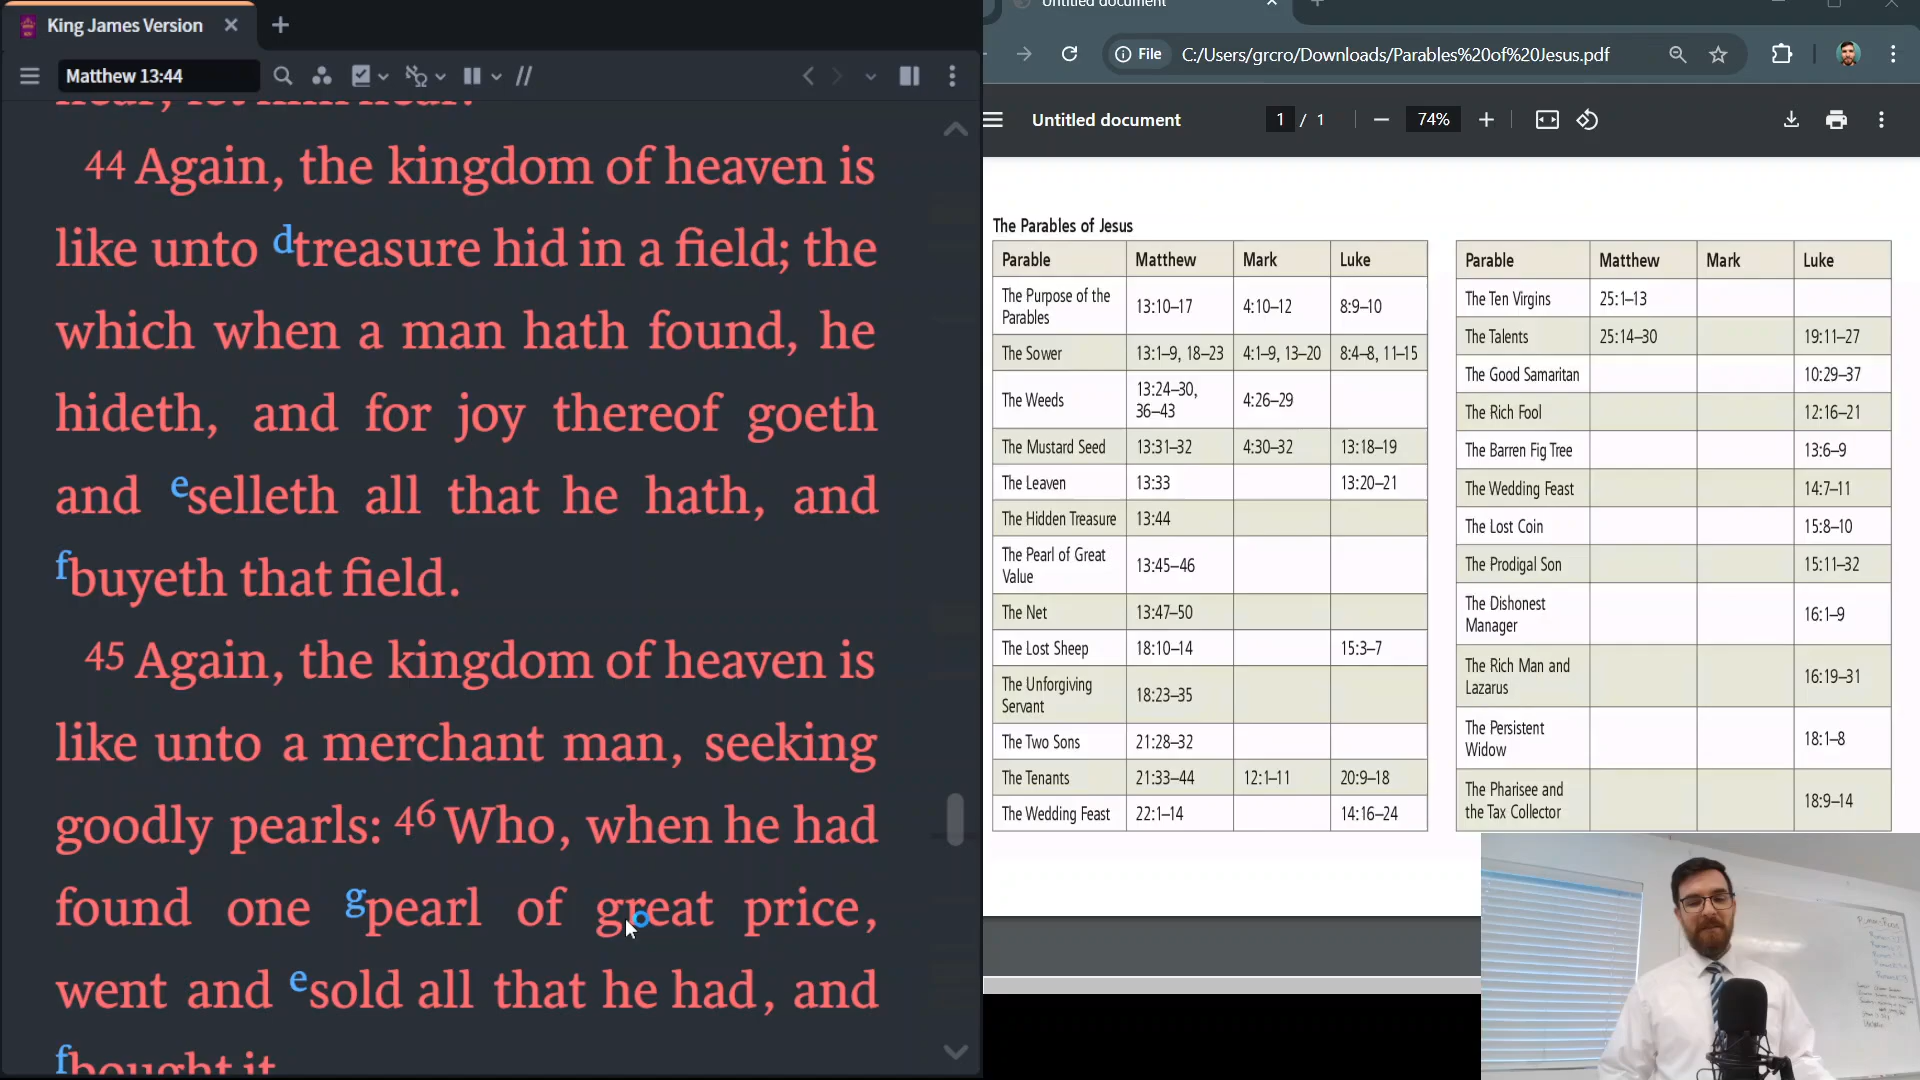 King James Version
Matthew 13:44
hear, let him hear.
44 Again, the kingdom of heaven is
like unto dtreasure hid in a field; the
which when a man hath found, he
hideth, and for joy thereof goeth
and eselleth all that he hath, and
fbuyeth that field.
45 Again, the kingdom of heaven is
like unto a merchant man, seeking
goodly pearls: 46 Who, when he had
found one gpearl of great price,
went and esold all that he had, and
fbought it.
Untitled document
File C:/Users/grcro/Downloads/Parables%20of%20Jesus.pdf
Untitled document 1 / 1 74%
The Parables of Jesus
Parable Matthew Mark Luke
The Purpose of the
Parables 13:10–17 4:10–12 8:9–10
The Sower 13:1–9, 18–23 4:1–9, 13–20 8:4–8, 11–15
The Weeds 13:24–30,
36–43 4:26–29
The Mustard Seed 13:31–32 4:30–32 13:18–19
The Leaven 13:33 13:20–21
The Hidden Treasure 13:44
The Pearl of Great
Value 13:45–46
The Net 13:47–50
The Lost Sheep 18:10–14 15:3–7
The Unforgiving
Servant 18:23–35
The Two Sons 21:28–32
The Tenants 21:33–44 12:1–11 20:9–18
The Wedding Feast 22:1–14 14:16–24
Parable Matthew Mark Luke
The Ten Virgins 25:1–13
The Talents 25:14–30 19:11–27
The Good Samaritan 10:29–37
The Rich Fool 12:16–21
The Barren Fig Tree 13:6–9
The Wedding Feast 14:7–11
The Lost Coin 15:8–10
The Prodigal Son 15:11–32
The Dishonest
Manager 16:1–9
The Rich Man and
Lazarus 16:19–31
The Persistent
Widow 18:1–8
The Pharisee and
the Tax Collector 18:9–14